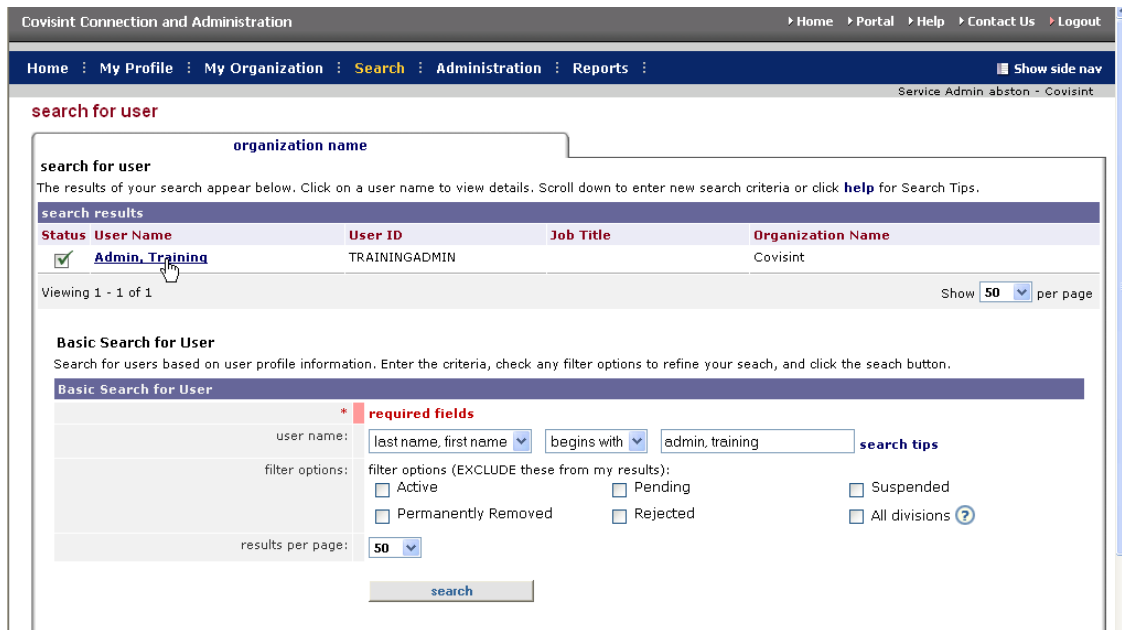 Covisint Connection and Administration Home Portal Help Contact Us Logout
Home My Profile My Organization Search Administration Reports Show side nav
Service Admin abston - Covisint
search for user
organization name
search for user
The results of your search appear below. Click on a user name to view details. Scroll down to enter new search criteria or click help for Search Tips.
search results
Status User Name User ID Job Title Organization Name
Admin, Training TRAININGADMIN Covisint
Viewing 1 - 1 of 1 Show 50 per page
Basic Search for User
Search for users based on user profile information. Enter the criteria, check any filter options to refine your seach, and click the seach button.
Basic Search for User
* required fields
user name: last name, first name begins with admin, training search tips
filter options: filter options (EXCLUDE these from my results):
Active Pending Suspended
Permanently Removed Rejected All divisions ?
results per page: 50
search